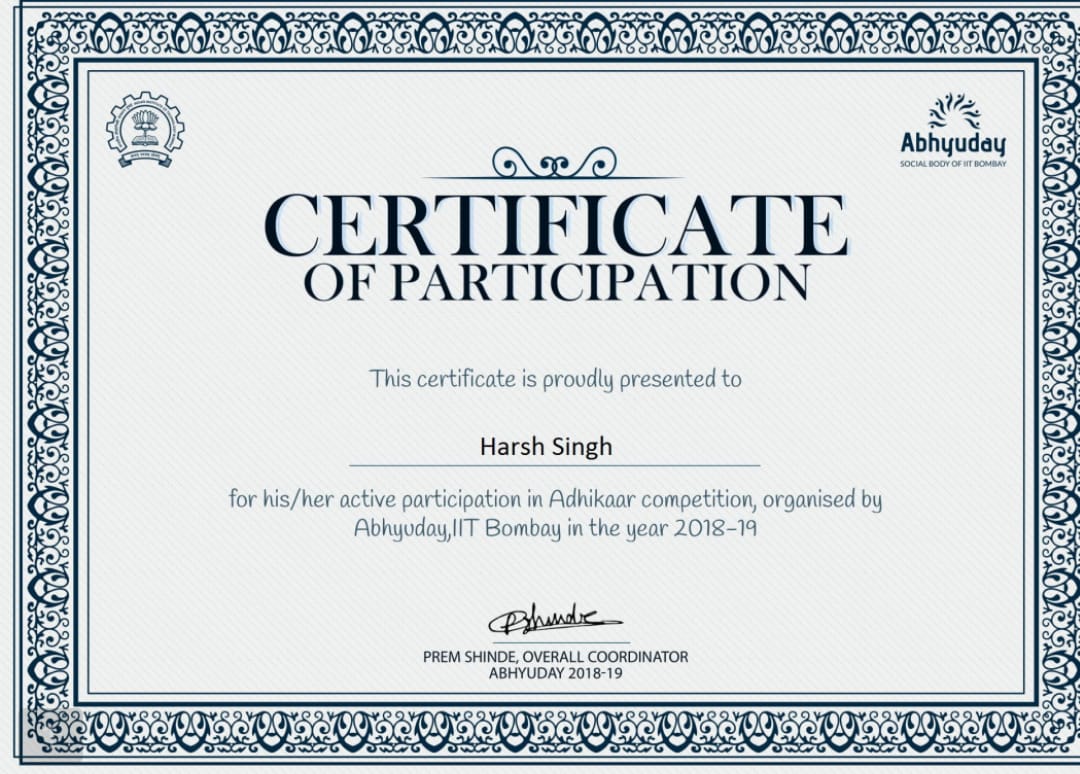 Abhyuday
SOCIAL BODY OF IIT BOMBAY
CERTIFICATE
OF PARTICIPATION
This certificate is proudly presented to
Harsh Singh
for his/her active participation in Adhikaar competition, organised by
Abhyuday,IIT Bombay in the year 2018-19
PShinde
PREM SHINDE, OVERALL COORDINATOR
ABHYUDAY 2018-19